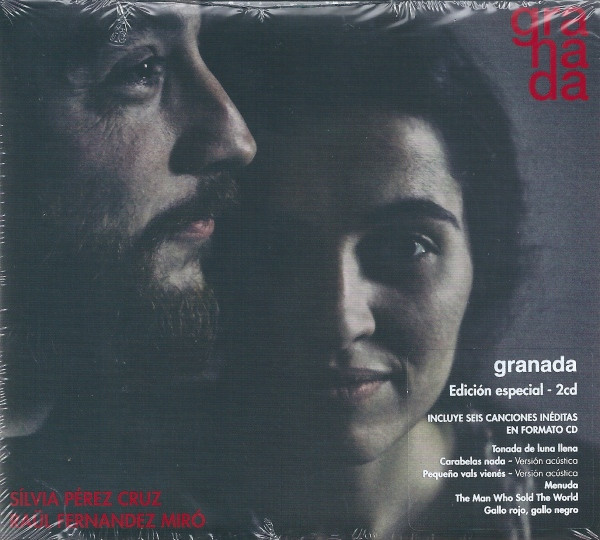 gra
na
da
granada
Edición especial - 2cd
INCLUYE SEIS CANCIONES INÉDITAS
EN FORMATO CD
Tonada de luna llena
Carabelas nada – Versión acústica
Pequeño vals vienés – Versión acústica
Menuda
The Man Who Sold The World
Gallo rojo, gallo negro
SÍLVIA PÉREZ CRUZ
RAÜL FERNANDEZ MIRÓ